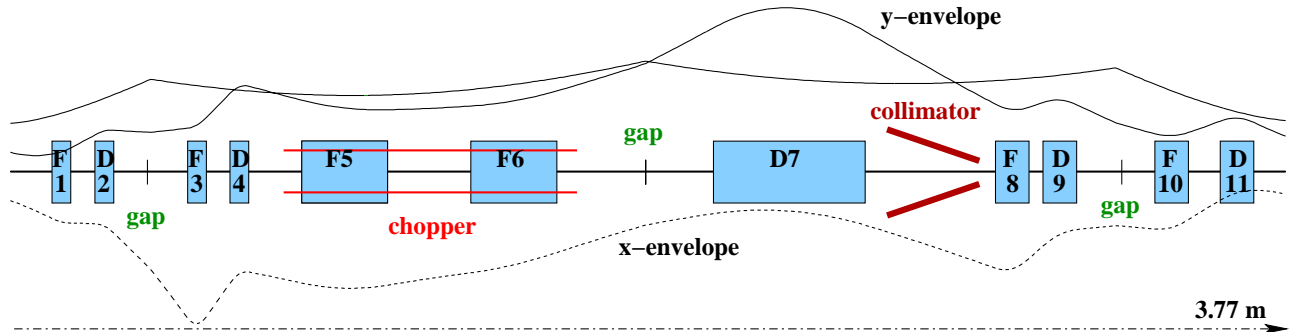 y−envelope
collimator
gap
F
1
D
2
F
3
D
4
F5
F6
D7
F
8
D
9
F
10
D
11
gap
gap
chopper
x−envelope
3.77 m